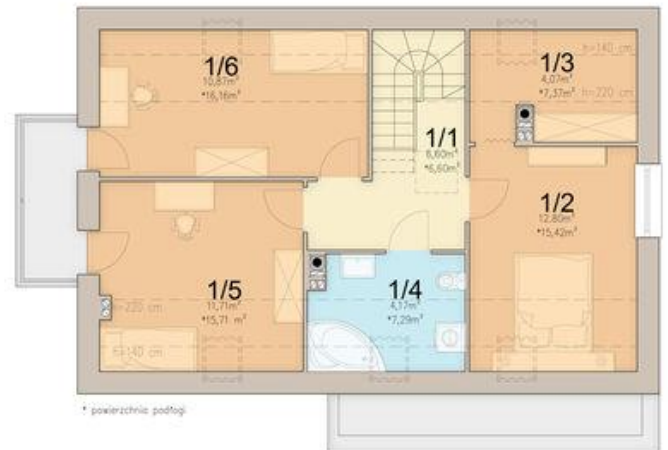 1/6
10,87m²
*16,16m²
1/3
h=140 cm
4,07m²
*7,37m²
h=220 cm
1/1
6,60m²
*6,60m²
1/2
12,80m²
*15,42m²
1/5
11,71m²
*15,71 m²
h=220 cm
h=140 cm
1/4
4,17m²
*7,29m²
* powierzchnia podłogi